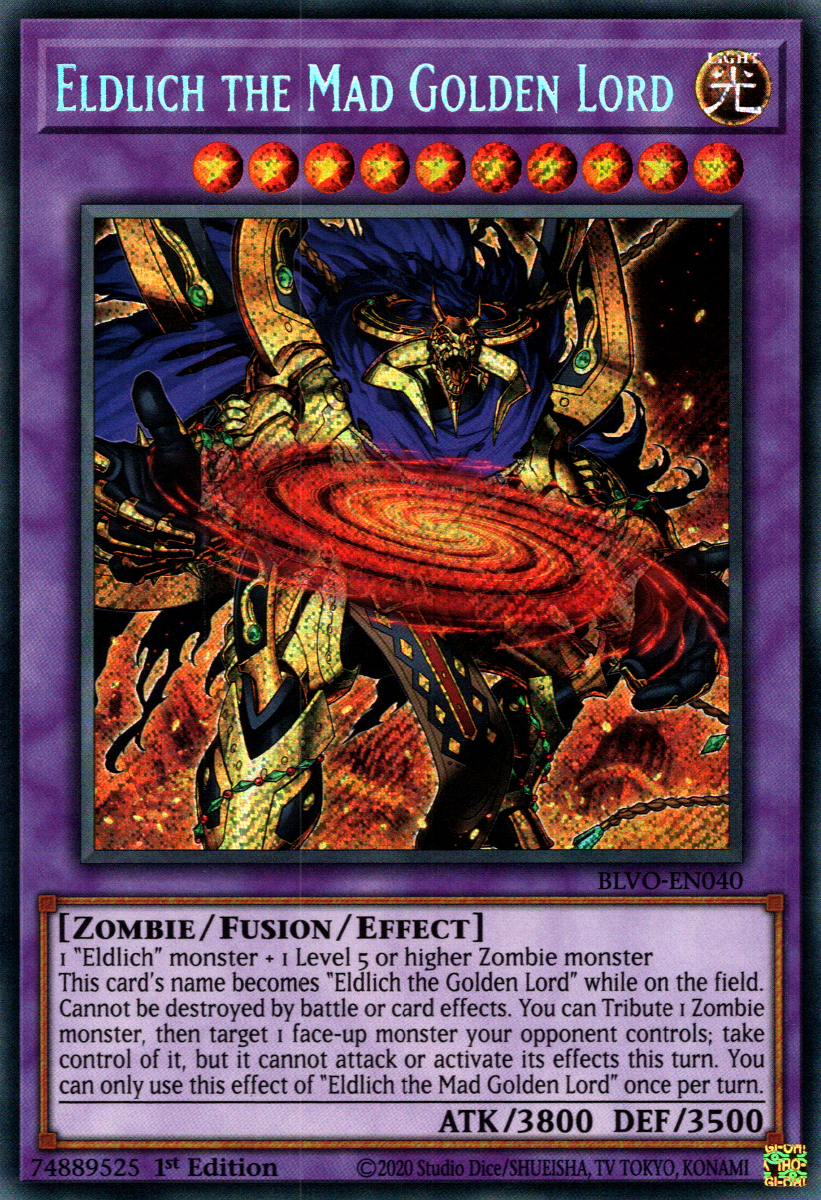 ELDLICH THE MAD GOLDEN LORD
LIGHT
光
BLVO-EN040
[ZOMBIE/FUSION/EFFECT]
1 "Eldlich" monster + 1 Level 5 or higher Zombie monster
This card's name becomes "Eldlich the Golden Lord" while on the field.
Cannot be destroyed by battle or card effects. You can Tribute 1 Zombie
monster, then target 1 face-up monster your opponent controls; take
control of it, but it cannot attack or activate its effects this turn. You
can only use this effect of "Eldlich the Mad Golden Lord" once per turn.
ATK/3800 DEF/3500
74889525 1st Edition ©2020 Studio Dice/SHUEISHA, TV TOKYO, KONAMI